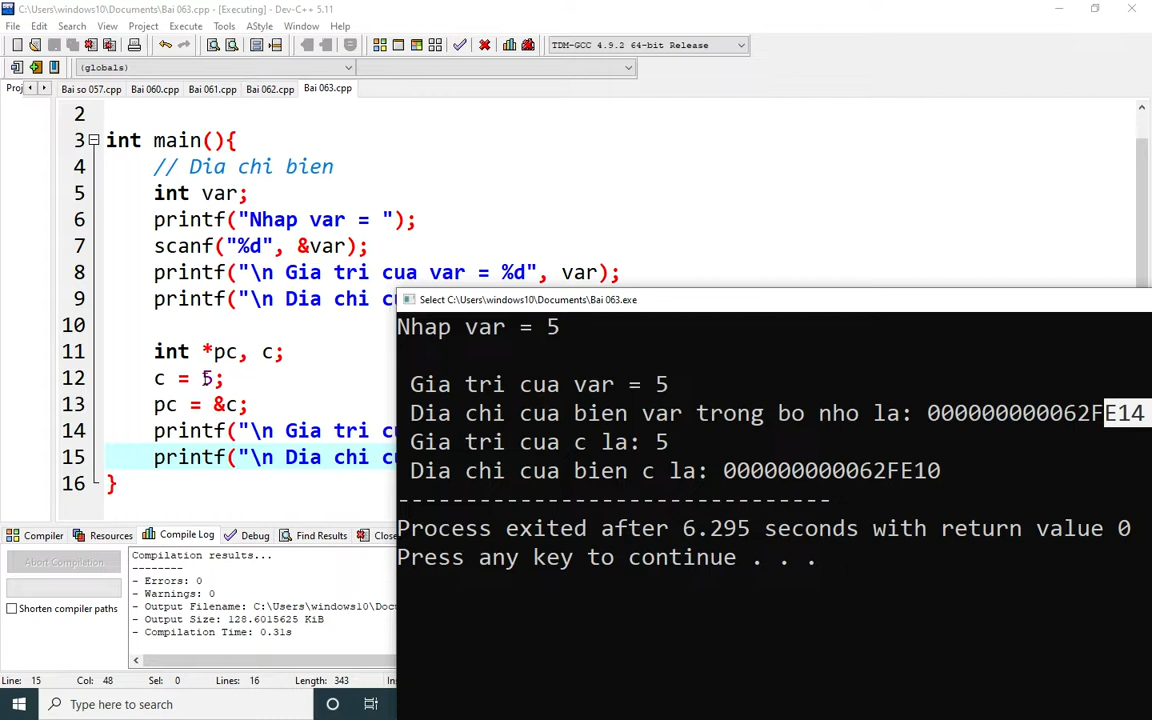 C:\Users\windows10\Documents\Bai 063.cpp - [Executing] - Dev-C++ 5.11
File Edit Search View Project Execute Tools AStyle Window Help
TDM-GCC 4.9.2 64-bit Release
(globals)
Proj Bai so 057.cpp Bai 060.cpp Bai 061.cpp Bai 062.cpp Bai 063.cpp
2
3 int main(){
4 // Dia chi bien
5 int var;
6 printf("Nhap var = ");
7 scanf("%d", &var);
8 printf("\n Gia tri cua var = %d", var);
9 printf("\n Dia chi cu
10
11 int *pc, c;
12 c = 5;
13 pc = &c;
14 printf("\n Gia tri cu
15 printf("\n Dia chi cu
16 }
Select C:\Users\windows10\Documents\Bai 063.exe
Nhap var = 5
Gia tri cua var = 5
Dia chi cua bien var trong bo nho la: 000000000062FE14
Gia tri cua c la: 5
Dia chi cua bien c la: 000000000062FE10
--------------------------------
Process exited after 6.295 seconds with return value 0
Press any key to continue . . .
Compiler Resources Compile Log Debug Find Results Close
Abort Compilation
Shorten compiler paths
Compilation results...
--------
- Errors: 0
- Warnings: 0
- Output Filename: C:\Users\windows10\Docu
- Output Size: 128.6015625 KiB
- Compilation Time: 0.31s
Line: 15 Col: 48 Sel: 0 Lines: 16 Length: 343 In
Type here to search